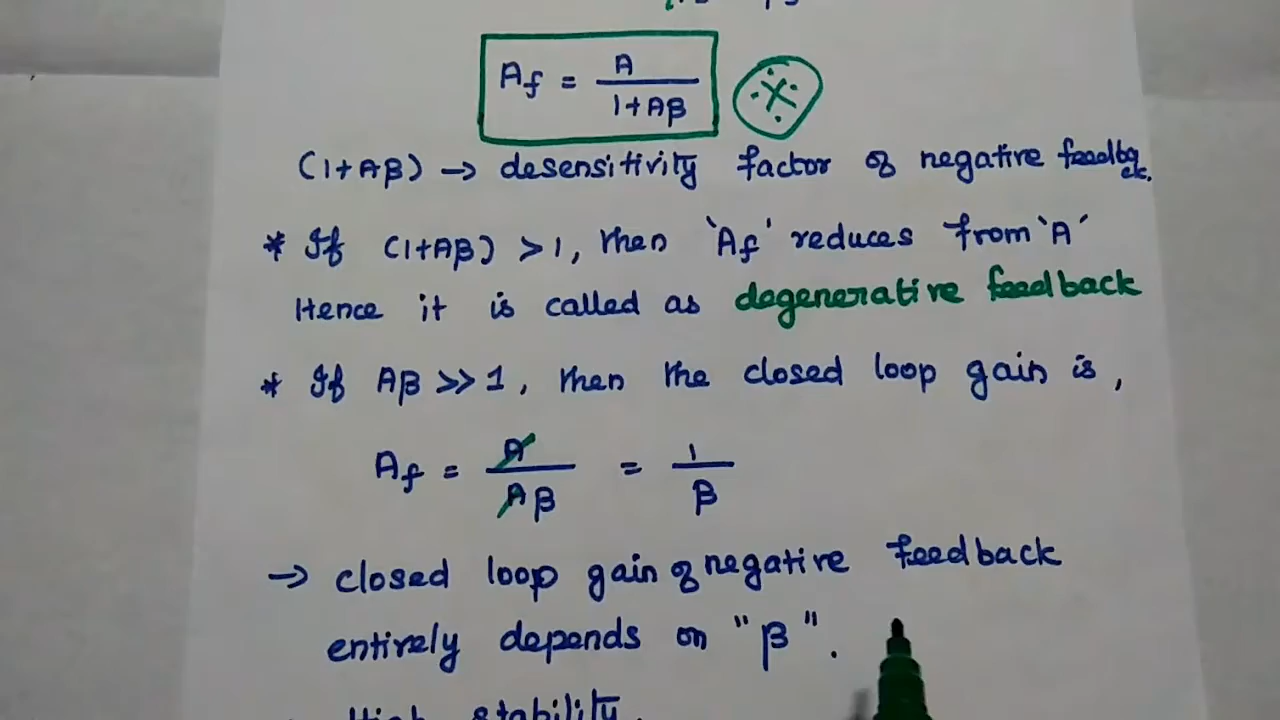 Af = A / 1+Aβ
(1+Aβ) → desensitivity factor of negative feedback.
* If (1+Aβ) >1, then 'Af' reduces from 'A'
Hence it is called as degenerative feedback
* If Aβ >> 1, then the closed loop gain is,
Af = A / Aβ = 1 / β
→ closed loop gain of negative feedback
entirely depends on "β".
High stability.